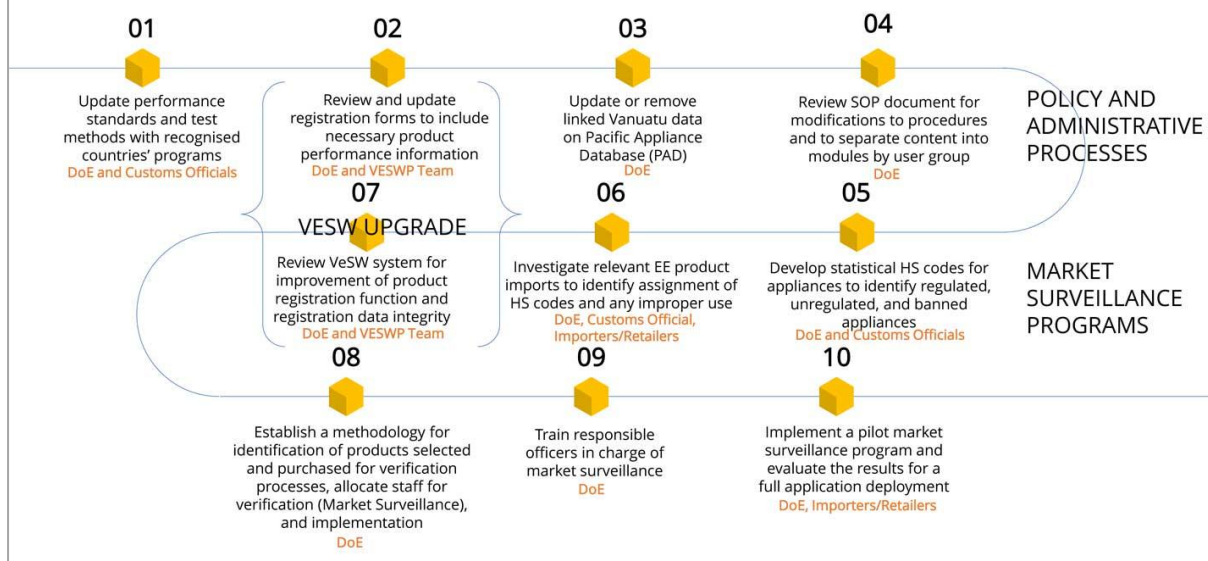 01
Update performance
standards and test
methods with recognised
countries' programs
DoE and Customs Officials
02
Review and update
registration forms to include
necessary product
performance information
DoE and VESWP Team
03
Update or remove
linked Vanuatu data
on Pacific Appliance
Database (PAD)
DoE
04
Review SOP document for
modifications to procedures
and to separate content into
modules by user group
DoE
POLICY AND
ADMINISTRATIVE
PROCESSES
07
VESW UPGRADE
Review VeSW system for
improvement of product
registration function and
registration data integrity
DoE and VESWP Team
06
Investigate relevant EE product
imports to identify assignment of
HS codes and any improper use
DoE, Customs Official,
Importers/Retailers
05
Develop statistical HS codes for
appliances to identify regulated,
unregulated, and banned
appliances
DoE and Customs Officials
MARKET
SURVEILLANCE
PROGRAMS
08
Establish a methodology for
identification of products selected
and purchased for verification
processes, allocate staff for
verification (Market Surveillance),
and implementation
DoE
09
Train responsible
officers in charge of
market surveillance
DoE
10
Implement a pilot market
surveillance program and
evaluate the results for a
full application deployment
DoE, Importers/Retailers